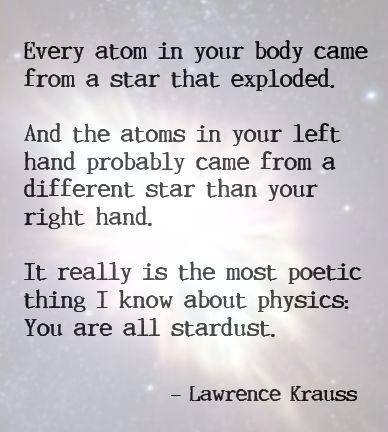 Every atom in your body came
from a star that exploded.
And the atoms in your left
hand probably came from a
different star than your
right hand.
It really is the most poetic
thing I know about physics:
You are all stardust.
- Lawrence Krauss